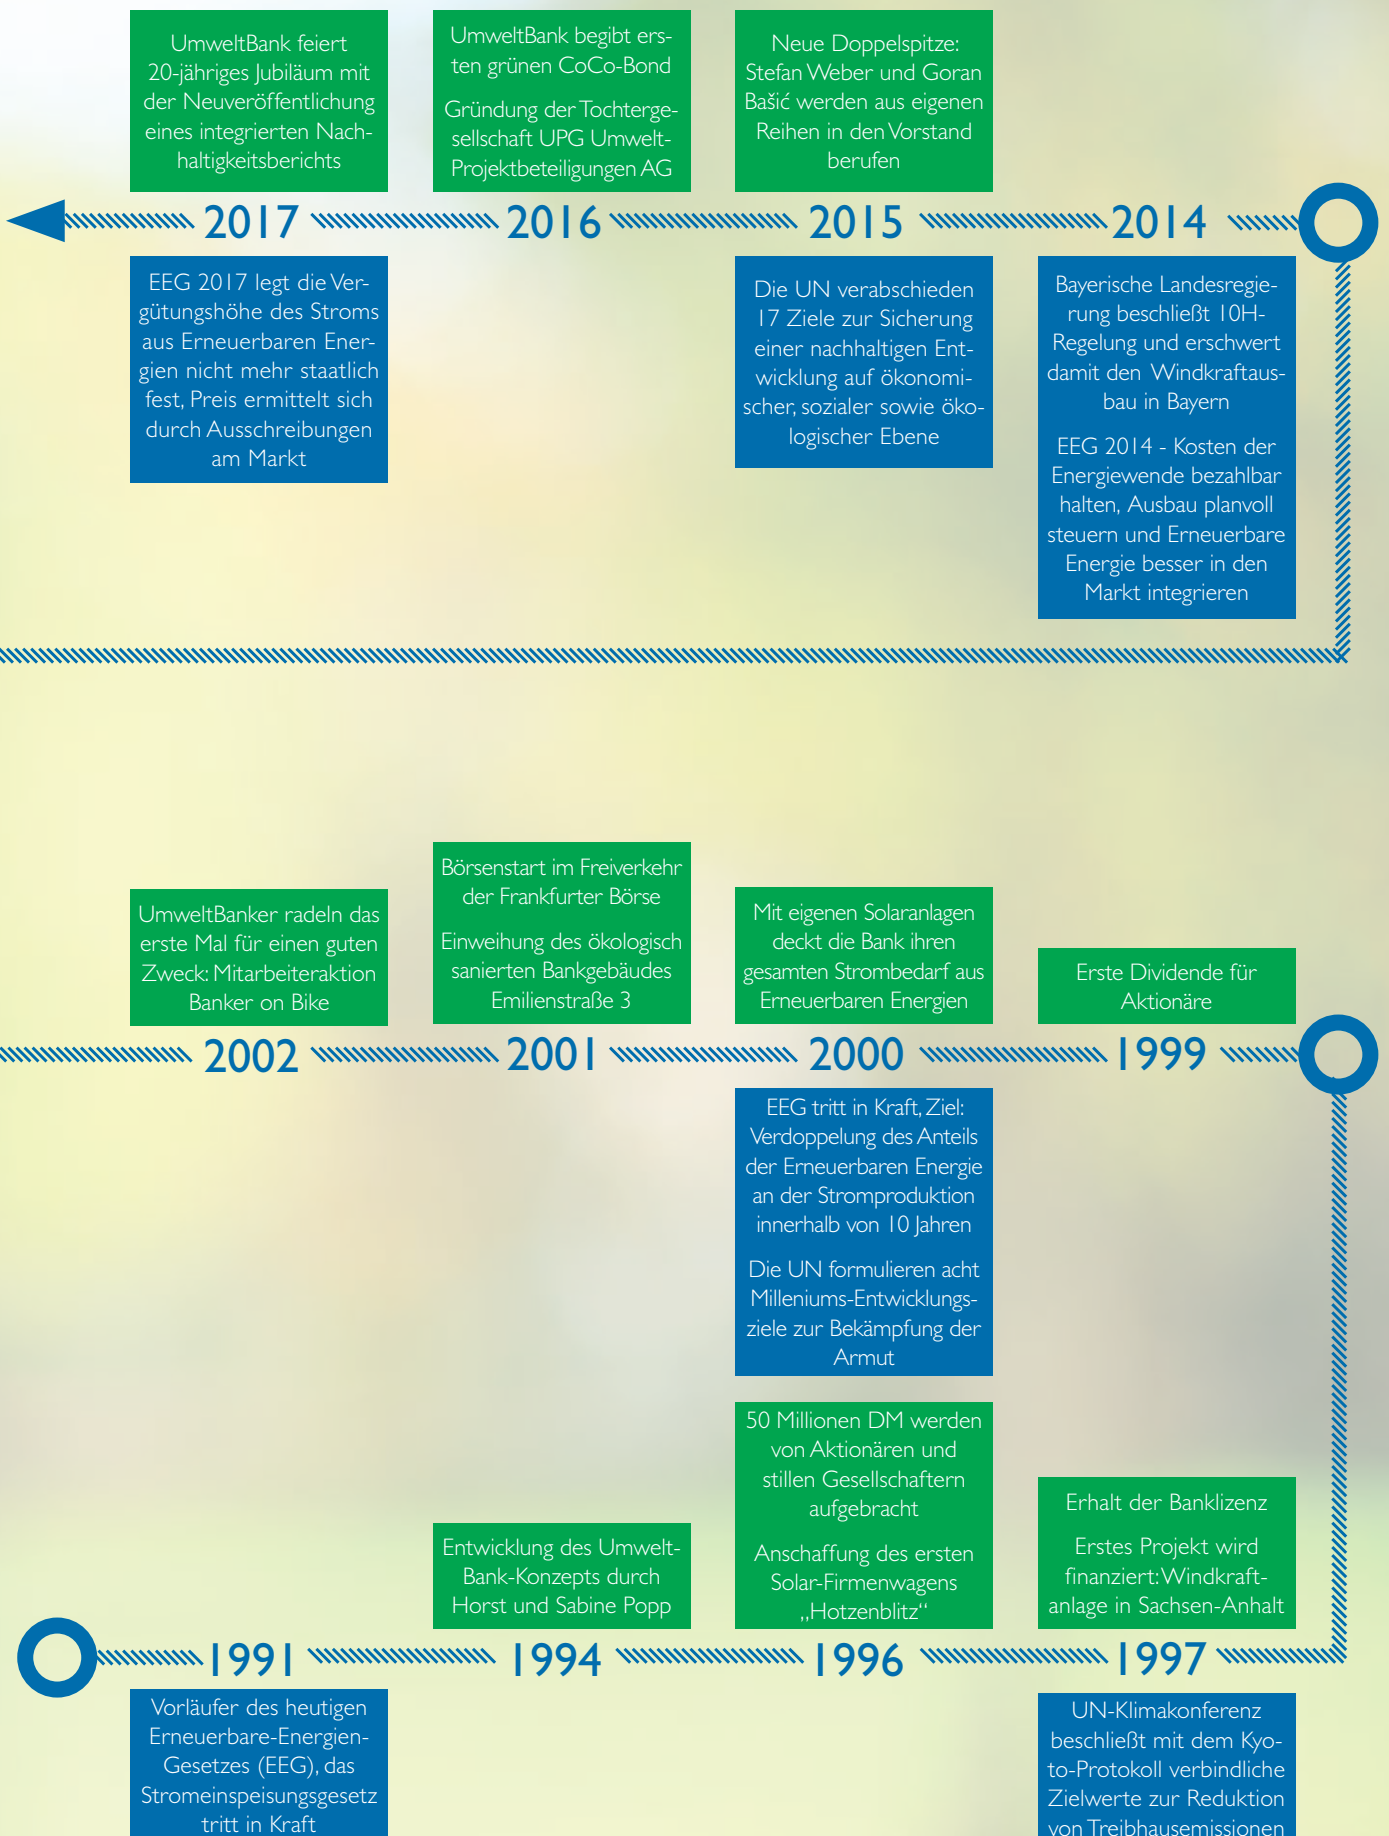 UmweltBank feiert
20-jähriges Jubiläum mit
der Neuveröffentlichung
eines integrierten Nach-
haltigkeitsberichts
UmweltBank begibt ers-
ten grünen CoCo-Bond
Gründung der Tochterge-
sellschaft UPG Umwelt-
Projektbeteiligungen AG
Neue Doppelspitze:
Stefan Weber und Goran
Bašić werden aus eigenen
Reihen in den Vorstand
berufen
2017
2016
2015
2014
EEG 2017 legt die Ver-
gütungshöhe des Stroms
aus Erneuerbaren Ener-
gien nicht mehr staatlich
fest, Preis ermittelt sich
durch Ausschreibungen
am Markt
Die UN verabschieden
17 Ziele zur Sicherung
einer nachhaltigen Ent-
wicklung auf ökonomi-
scher, sozialer sowie öko-
logischer Ebene
Bayerische Landesregie-
rung beschließt 10H-
Regelung und erschwert
damit den Windkraftaus-
bau in Bayern
EEG 2014 - Kosten der
Energiewende bezahlbar
halten, Ausbau planvoll
steuern und Erneuerbare
Energie besser in den
Markt integrieren
UmweltBanker radeln das
erste Mal für einen guten
Zweck: Mitarbeiteraktion
Banker on Bike
Börsenstart im Freiverkehr
der Frankfurter Börse
Einweihung des ökologisch
sanierten Bankgebäudes
Emilienstraße 3
Mit eigenen Solaranlagen
deckt die Bank ihren
gesamten Strombedarf aus
Erneuerbaren Energien
Erste Dividende für
Aktionäre
2002
2001
2000
1999
EEG tritt in Kraft, Ziel:
Verdoppelung des Anteils
der Erneuerbaren Energie
an der Stromproduktion
innerhalb von 10 Jahren
Die UN formulieren acht
Milleniums-Entwicklungs-
ziele zur Bekämpfung der
Armut
Entwicklung des Umwelt-
Bank-Konzepts durch
Horst und Sabine Popp
50 Millionen DM werden
von Aktionären und
stillen Gesellschaftern
aufgebracht
Anschaffung des ersten
Solar-Firmenwagens
„Hotzenblitz“
Erhalt der Banklizenz
Erstes Projekt wird
finanziert: Windkraft-
anlage in Sachsen-Anhalt
1991
1994
1996
1997
Vorläufer des heutigen
Erneuerbare-Energien-
Gesetzes (EEG), das
Stromeinspeisungsgesetz
tritt in Kraft
UN-Klimakonferenz
beschließt mit dem Kyo-
to-Protokoll verbindliche
Zielwerte zur Reduktion
von Treibhausemissionen